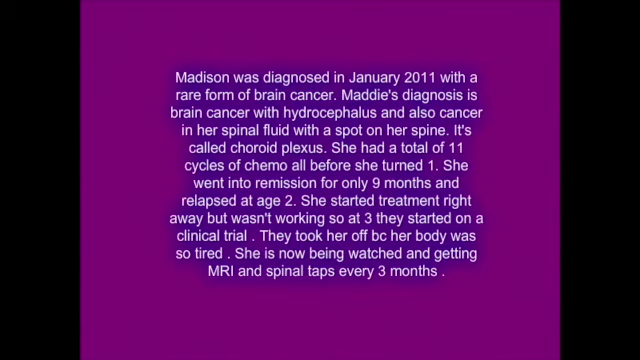 Madison was diagnosed in January 2011 with a
rare form of brain cancer. Maddie's diagnosis is
brain cancer with hydrocephalus and also cancer
in her spinal fluid with a spot on her spine. It's
called choroid plexus. She had a total of 11
cycles of chemo all before she turned 1. She
went into remission for only 9 months and
relapsed at age 2. She started treatment right
away but wasn't working so at 3 they started on a
clinical trial . They took her off bc her body was
so tired . She is now being watched and getting
MRI and spinal taps every 3 months .